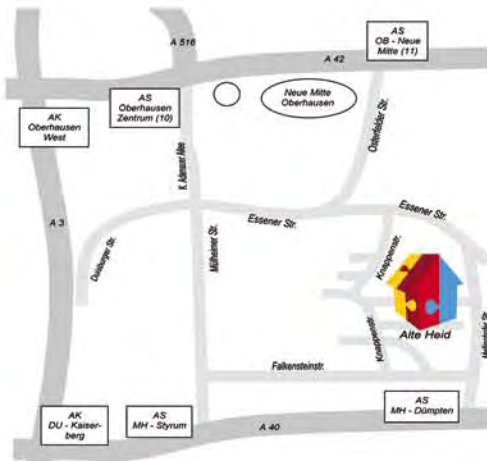 A 516
AS
OB - Neue
Mitte (11)
A 42
AS
Oberhausen
Zentrum (10)
Neue Mitte
Oberhausen
AK
Oberhausen
West
K. Adenauer Allee
Osterfelder Str.
A 3
Duisburger Str.
Mülheimer Str.
Essener Str.
Essener Str.
Knappenstr.
Alte Heid
Knappenstr.
Falkensteinstr.
AK
DU - Kaiser-
berg
AS
MH - Styrum
A 40
AS
MH - Dümpten